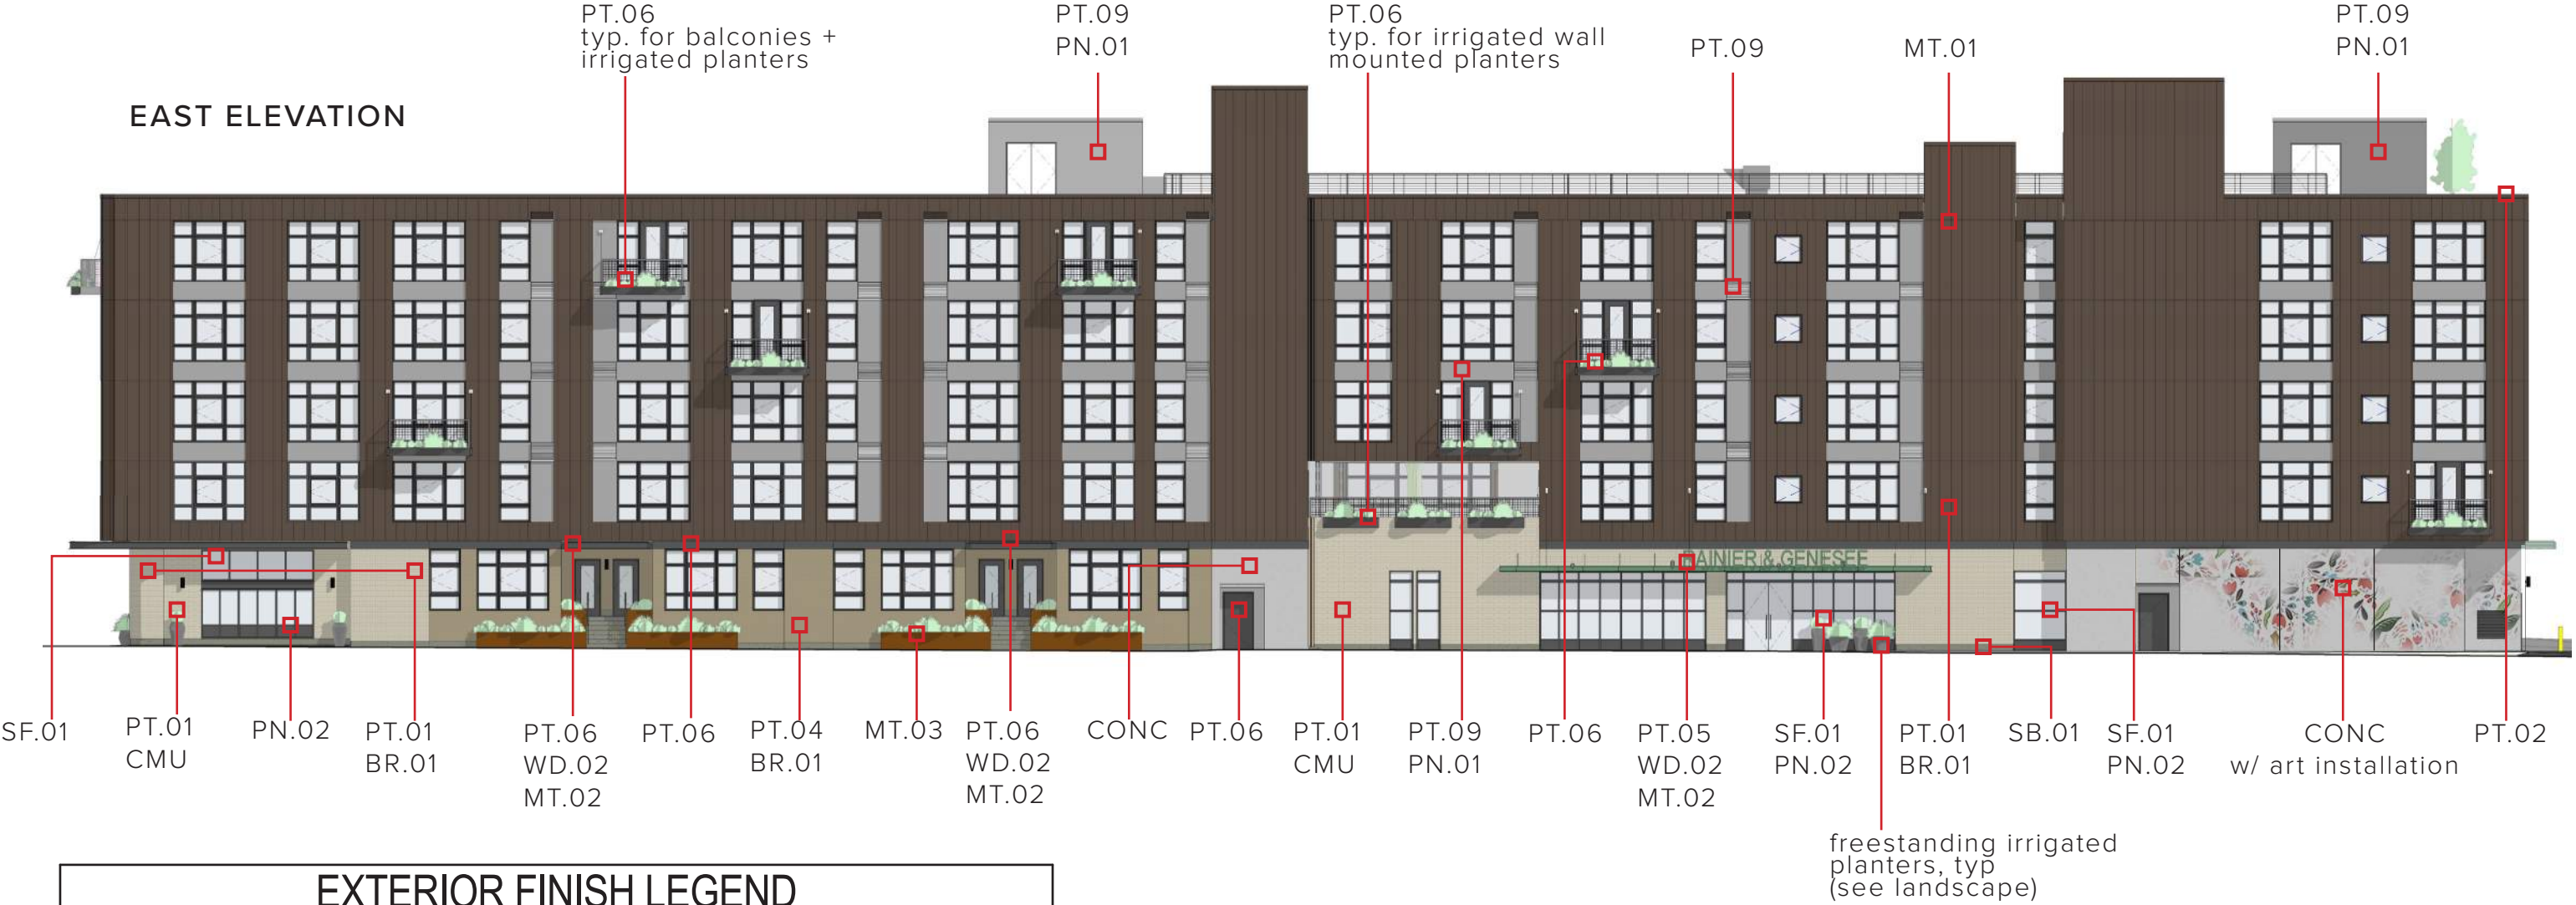 PT.06
typ. for balconies +
irrigated planters
PT.09
PN.01
PT.06
typ. for irrigated wall
mounted planters
PT.09
MT.01
PT.09
PN.01
EAST ELEVATION
RAINIER & GENESEE
SF.01
PT.01
CMU
PN.02
PT.01
BR.01
PT.06
WD.02
MT.02
PT.06
PT.04
BR.01
MT.03
PT.06
WD.02
MT.02
CONC
PT.06
PT.01
CMU
PT.09
PN.01
PT.06
PT.05
WD.02
MT.02
SF.01
PN.02
PT.01
BR.01
SB.01
SF.01
PN.02
CONC
w/ art installation
PT.02
freestanding irrigated
planters, typ
(see landscape)
EXTERIOR FINISH LEGEND